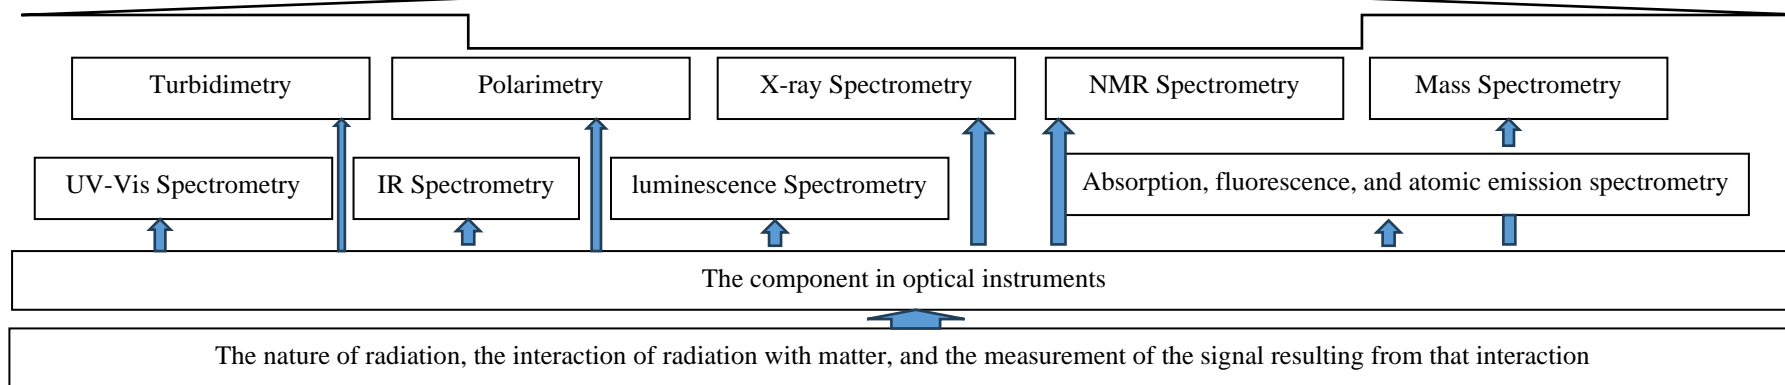 Turbidimetry
Polarimetry
X-ray Spectrometry
NMR Spectrometry
Mass Spectrometry
UV-Vis Spectrometry
IR Spectrometry
luminescence Spectrometry
Absorption, fluorescence, and atomic emission spectrometry
The component in optical instruments
The nature of radiation, the interaction of radiation with matter, and the measurement of the signal resulting from that interaction